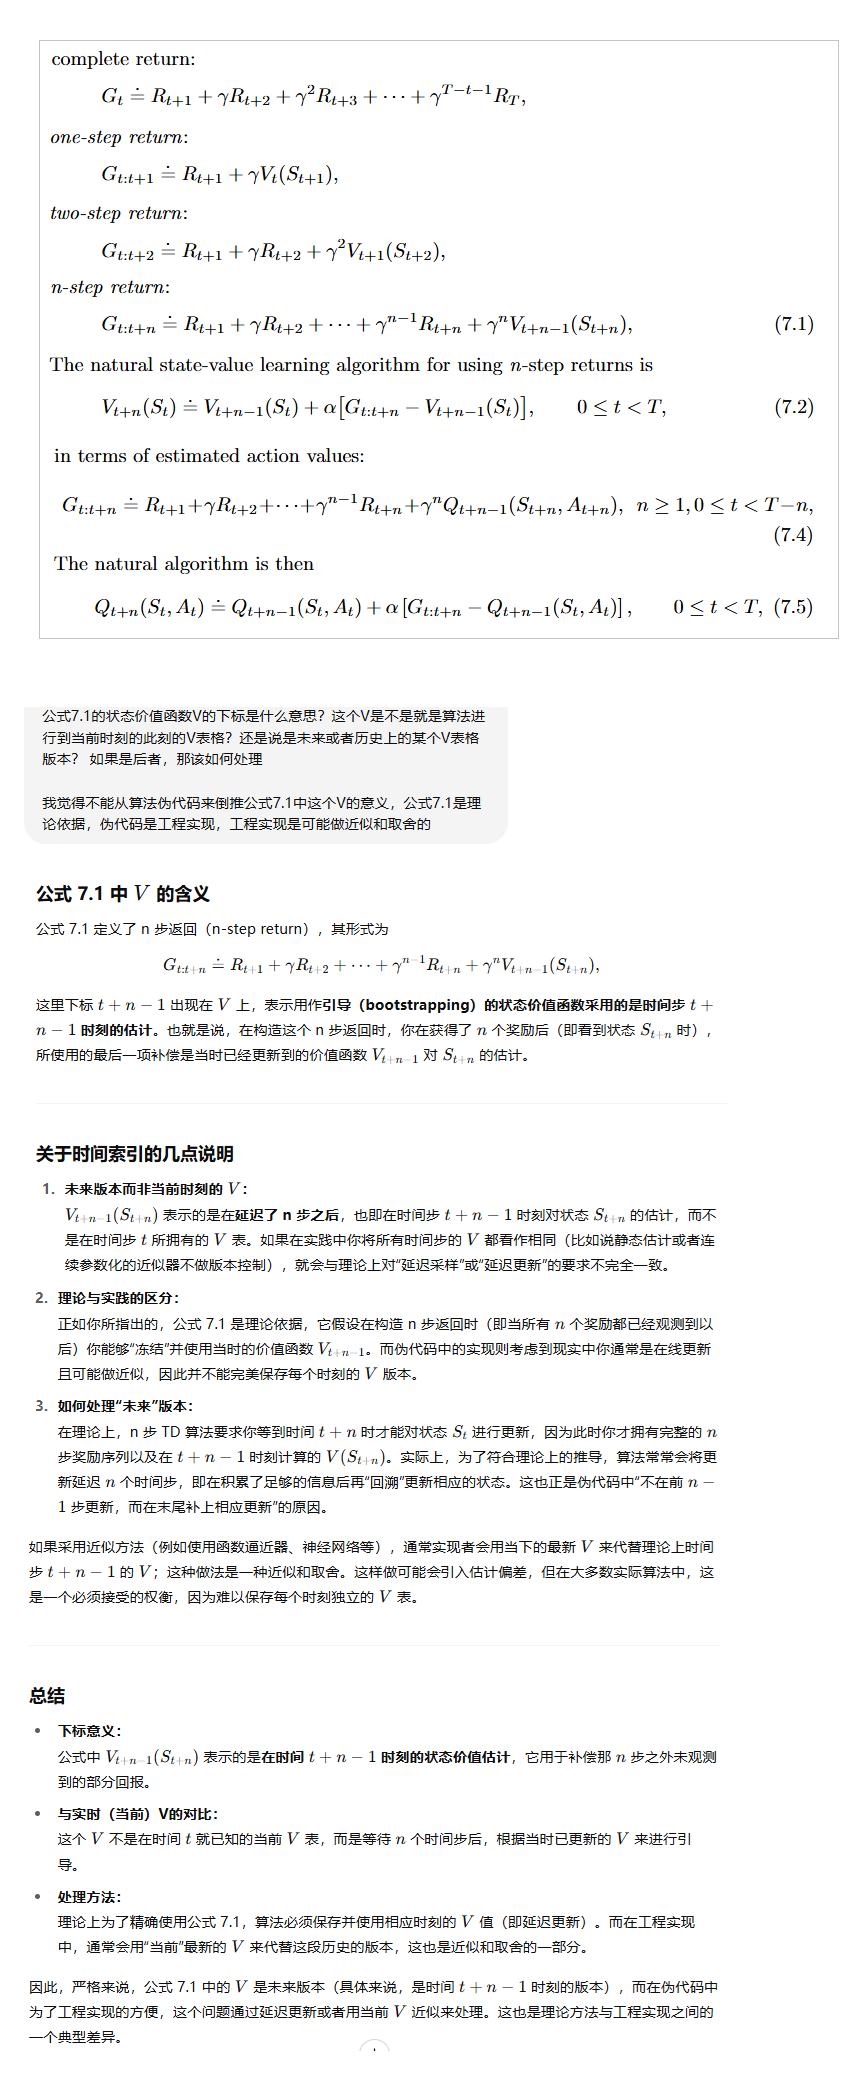 complete return:
G_t ≐ R_{t+1} + γR_{t+2} + γ^2R_{t+3} + ··· + γ^{T−t−1}R_T,
one-step return:
G_{t:t+1} ≐ R_{t+1} + γV_t(S_{t+1}),
two-step return:
G_{t:t+2} ≐ R_{t+1} + γR_{t+2} + γ^2V_{t+1}(S_{t+2}),
n-step return:
G_{t:t+n} ≐ R_{t+1} + γR_{t+2} + ··· + γ^{n−1}R_{t+n} + γ^nV_{t+n−1}(S_{t+n}), (7.1)
The natural state-value learning algorithm for using n-step returns is
V_{t+n}(S_t) ≐ V_{t+n−1}(S_t) + α[G_{t:t+n} − V_{t+n−1}(S_t)], 0 ≤ t < T, (7.2)
in terms of estimated action values:
G_{t:t+n} ≐ R_{t+1}+γR_{t+2}+···+γ^{n−1}R_{t+n}+γ^nQ_{t+n−1}(S_{t+n}, A_{t+n}), n ≥ 1, 0 ≤ t < T−n,
(7.4)
The natural algorithm is then
Q_{t+n}(S_t, A_t) ≐ Q_{t+n−1}(S_t, A_t) + α [G_{t:t+n} − Q_{t+n−1}(S_t, A_t)], 0 ≤ t < T, (7.5)
公式7.1的状态价值函数V的下标是什么意思？这个V是不是就是算法进
行到当前时刻的此刻的V表格？还是说是未来或者历史上的某个V表格
版本？ 如果是后者，那该如何处理
我觉得不能从算法伪代码来倒推公式7.1中这个V的意义，公式7.1是理
论依据，伪代码是工程实现，工程实现是可能做近似和取舍的
公式 7.1 中 V 的含义
公式 7.1 定义了 n 步返回（n-step return），其形式为
G_{t:t+n} ≐ R_{t+1} + γR_{t+2} + ··· + γ^{n−1}R_{t+n} + γ^nV_{t+n−1}(S_{t+n}),
这里下标 t + n − 1 出现在 V 上，表示用作引导（bootstrapping）的状态价值函数采用的是时间步 t +
n − 1 时刻的估计。也就是说，在构造这个 n 步返回时，你在获得了 n 个奖励后（即看到状态 S_{t+n} 时），
所使用的最后一项补偿是当时已经更新到的价值函数 V_{t+n−1} 对 S_{t+n} 的估计。
关于时间索引的几点说明
1. 未来版本而非当前时刻的 V：
V_{t+n−1}(S_{t+n}) 表示的是在延迟了 n 步之后，也即在时间步 t + n − 1 时刻对状态 S_{t+n} 的估计，而不
是在时间步 t 所拥有的 V 表。如果在实践中你将所有时间步的 V 都看作相同（比如说静态估计或者连
续参数化的近似器不做版本控制），就会与理论上对“延迟采样”或“延迟更新”的要求不完全一致。
2. 理论与实践的区分：
正如你所指出的，公式 7.1 是理论依据，它假设在构造 n 步返回时（即当所有 n 个奖励都已经观测到以
后）你能够“冻结”并使用当时的价值函数 V_{t+n−1}。而伪代码中的实现则考虑到现实中你通常是在线更新
且可能做近似，因此并不能完美保存每个时刻的 V 版本。
3. 如何处理“未来”版本：
在理论上，n 步 TD 算法要求你等到时间 t + n 时才能对状态 S_t 进行更新，因为此时你才拥有完整的 n
步奖励序列以及在 t + n − 1 时刻计算的 V(S_{t+n})。实际上，为了符合理论上的推导，算法常常会将更
新延迟 n 个时间步，即在积累了足够的信息后再“回溯”更新相应的状态。这也正是伪代码中“不在前 n −
1 步更新，而在末尾补上相应更新”的原因。
如果采用近似方法（例如使用函数逼近器、神经网络等），通常实现者会用当下的最新 V 来代替理论上时间
步 t + n − 1 的 V；这种做法是一种近似和取舍。这样做可能会引入估计偏差，但在大多数实际算法中，这
是一个必须接受的权衡，因为难以保存每个时刻独立的 V 表。
总结
• 下标意义：
公式中 V_{t+n−1}(S_{t+n}) 表示的是在时间 t + n − 1 时刻的状态价值估计，它用于补偿那 n 步之外未观测
到的部分回报。
• 与实时（当前）V的对比：
这个 V 不是在时间 t 就已知的当前 V 表，而是等待 n 个时间步后，根据当时已更新的 V 来进行引
导。
• 处理方法：
理论上为了精确使用公式 7.1，算法必须保存并使用相应时刻的 V 值（即延迟更新）。而在工程实现
中，通常会用“当前”最新的 V 来代替这段历史的版本，这也是近似和取舍的一部分。
因此，严格来说，公式 7.1 中的 V 是未来版本（具体来说，是时间 t + n − 1 时刻的版本），而在伪代码中
为了工程实现的方便，这个问题通过延迟更新或者用当前 V 近似来处理。这也是理论方法与工程实现之间的
一个典型差异。